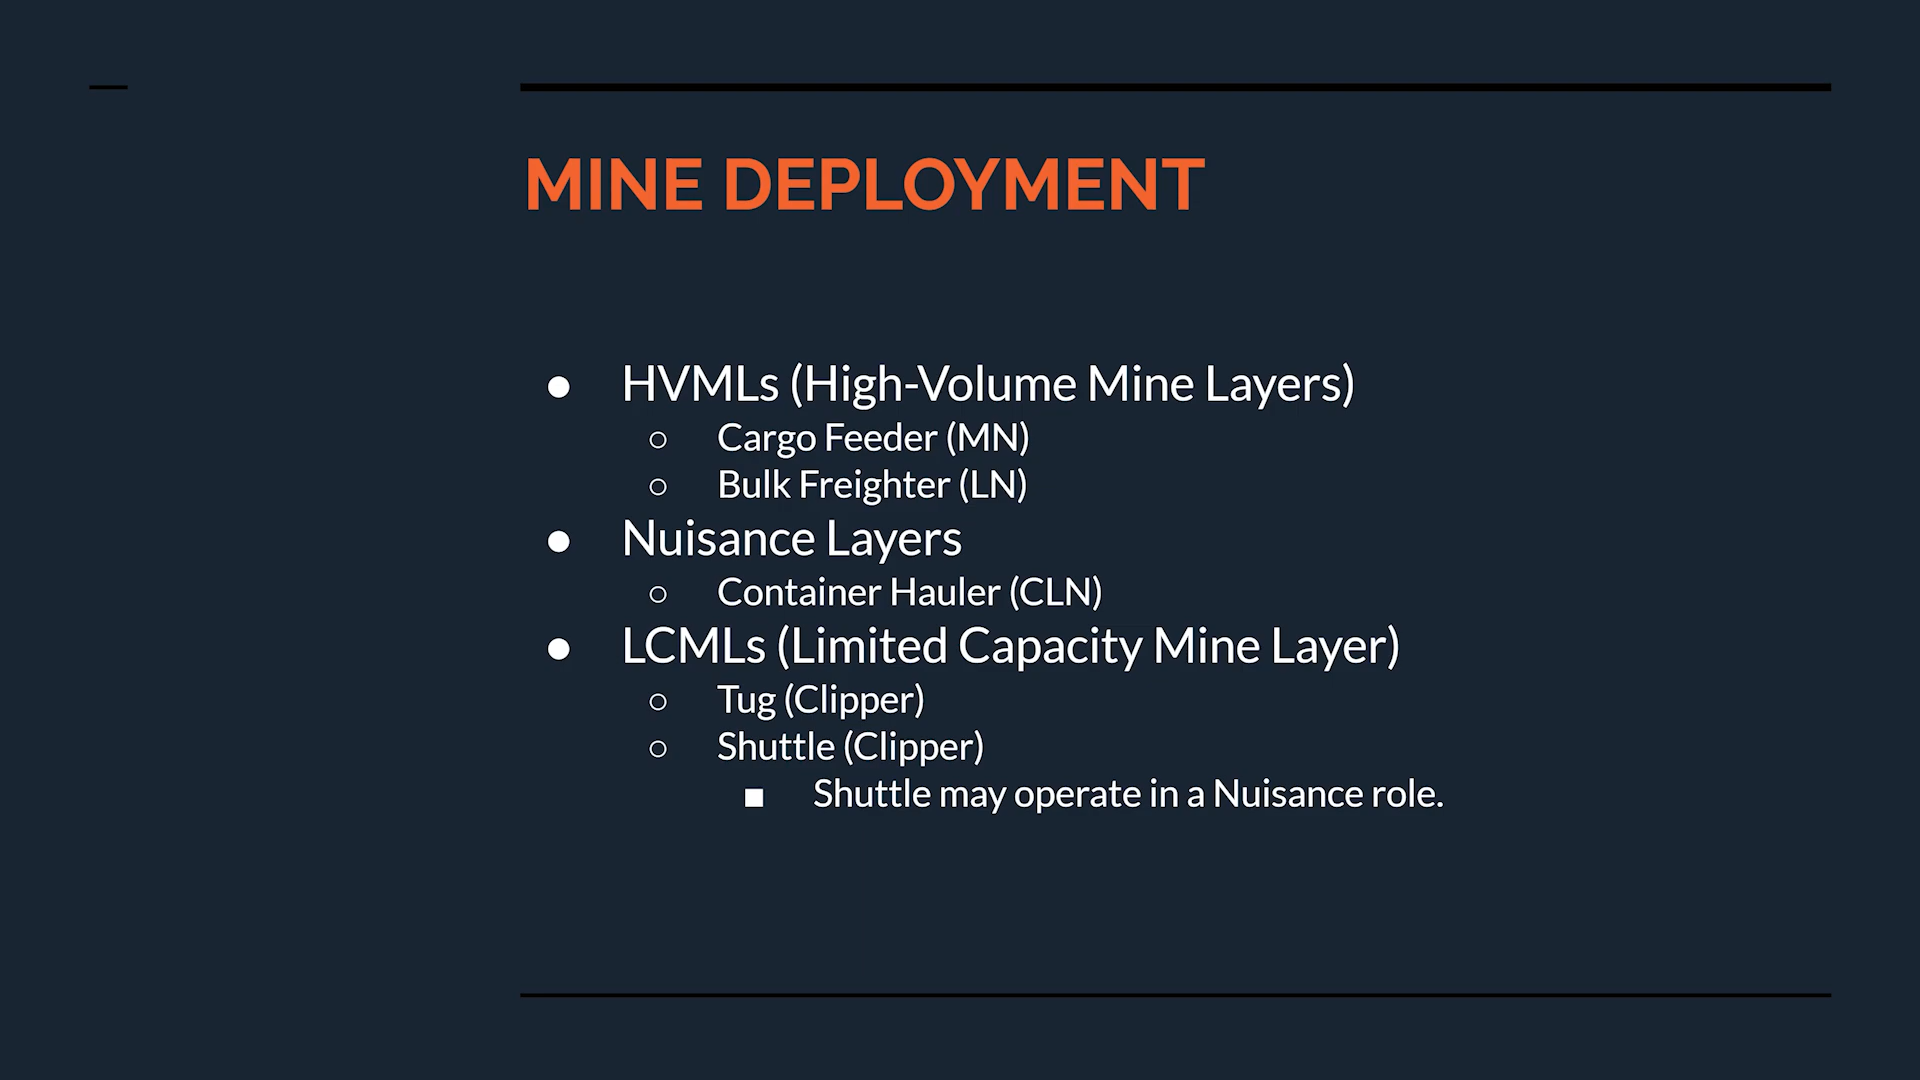 MINE DEPLOYMENT
● HVMLs (High-Volume Mine Layers)
○ Cargo Feeder (MN)
○ Bulk Freighter (LN)
● Nuisance Layers
○ Container Hauler (CLN)
● LCMLs (Limited Capacity Mine Layer)
○ Tug (Clipper)
○ Shuttle (Clipper)
■ Shuttle may operate in a Nuisance role.